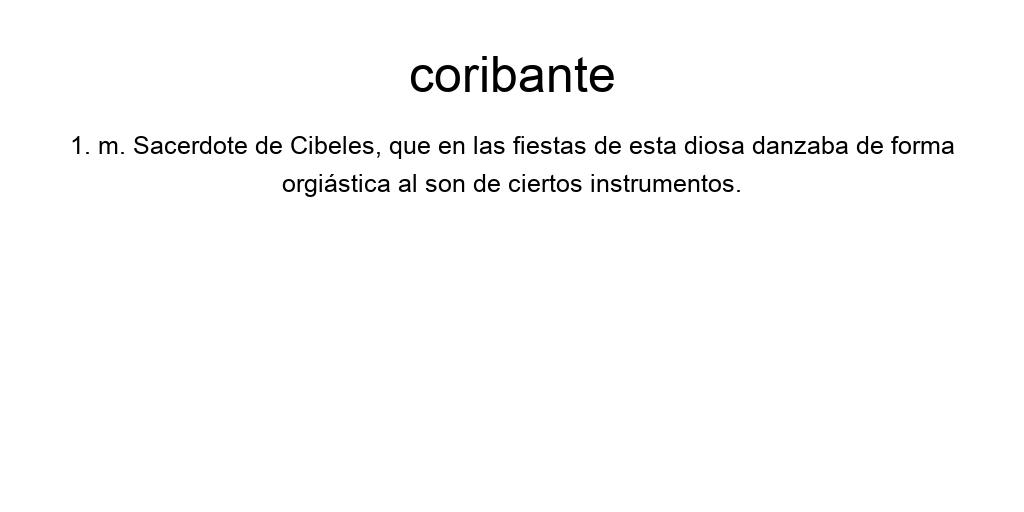 coribante
1. m. Sacerdote de Cibeles, que en las fiestas de esta diosa danzaba de forma
orgiástica al son de ciertos instrumentos.